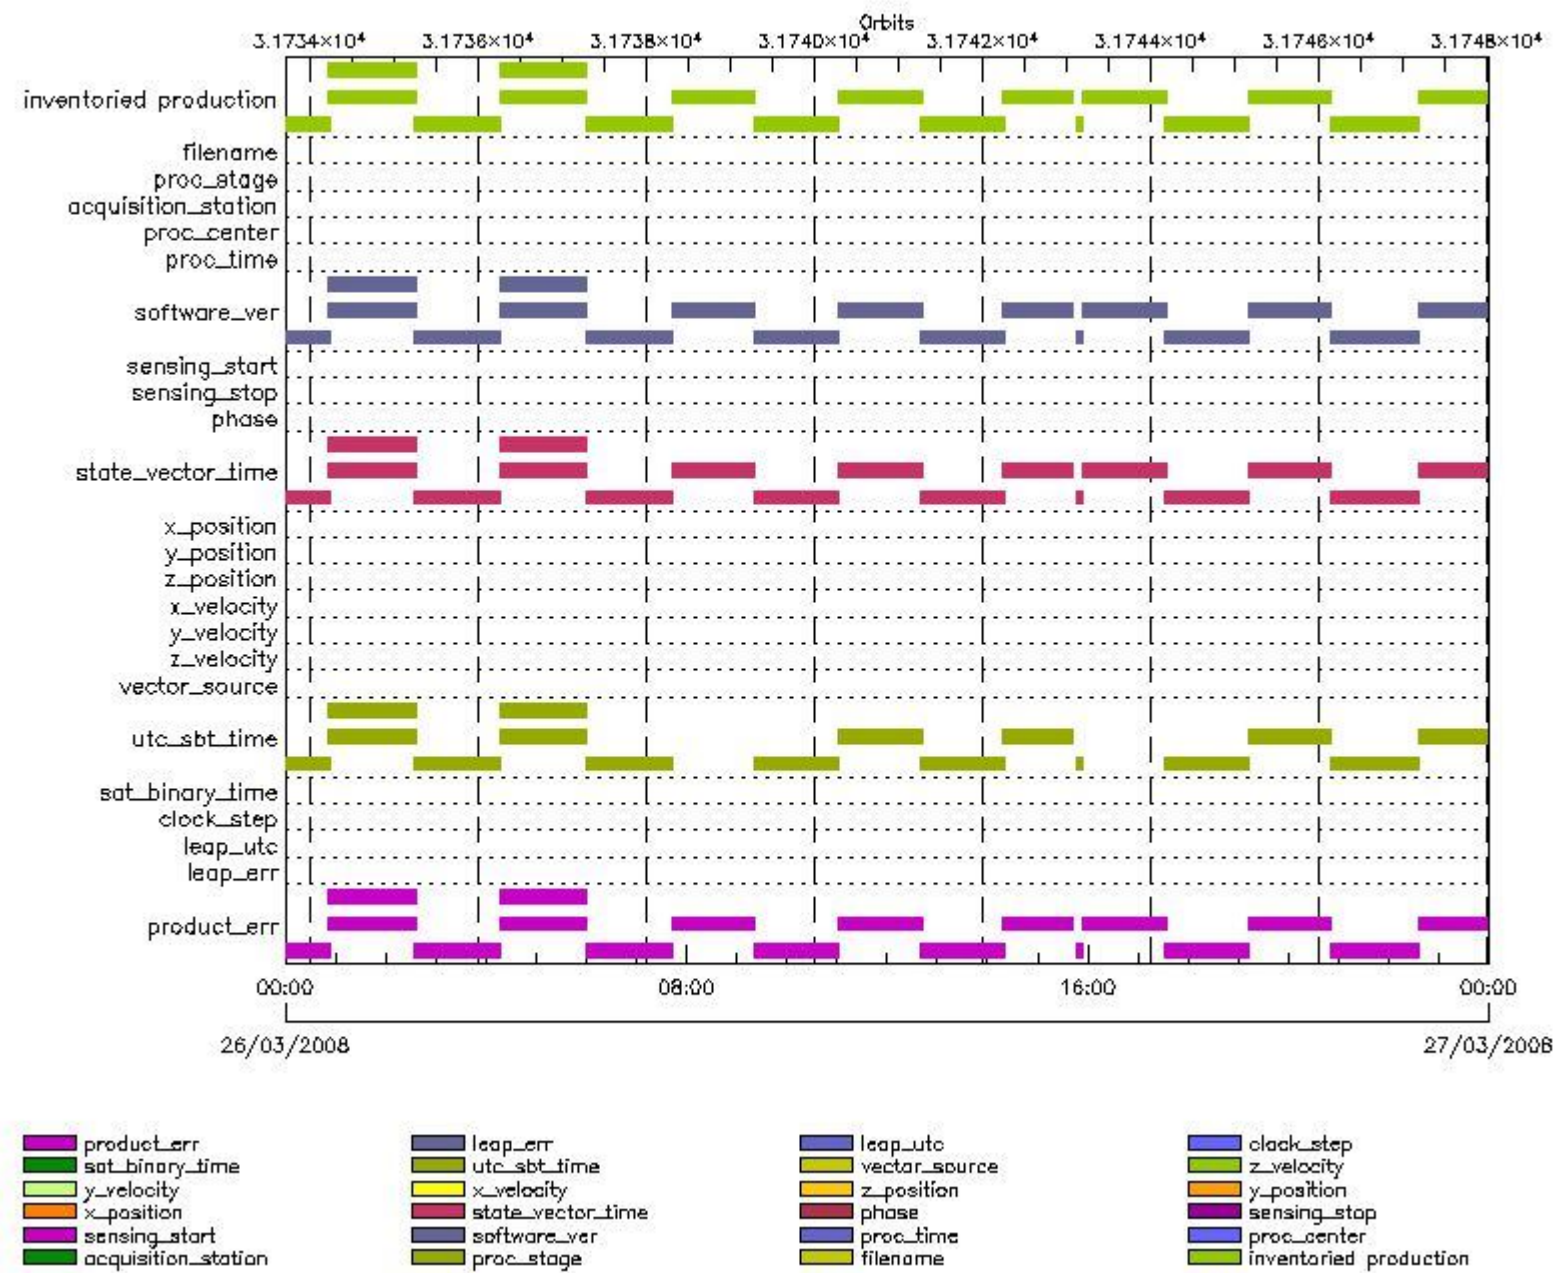 Orbits
3.1734×10⁴ 3.1736×10⁴ 3.1738×10⁴ 3.1740×10⁴ 3.1742×10⁴ 3.1744×10⁴ 3.1746×10⁴ 3.1748×10⁴
inventoried production
filename
proc_stage
acquisition_station
proc_center
proc_time
software_ver
sensing_start
sensing_stop
phase
state_vector_time
x_position
y_position
z_position
x_velocity
y_velocity
z_velocity
vector_source
utc_sbt_time
sat_binary_time
clock_step
leap_utc
leap_err
product_err
00:00 08:00 16:00 00:00
26/03/2008 27/03/2008
product_err leap_err leap_utc clock_step
sat_binary_time utc_sbt_time vector_source z_velocity
y_velocity x_velocity z_position y_position
x_position state_vector_time phase sensing_stop
sensing_start software_ver proc_time proc_center
acquisition_station proc_stage filename inventoried production